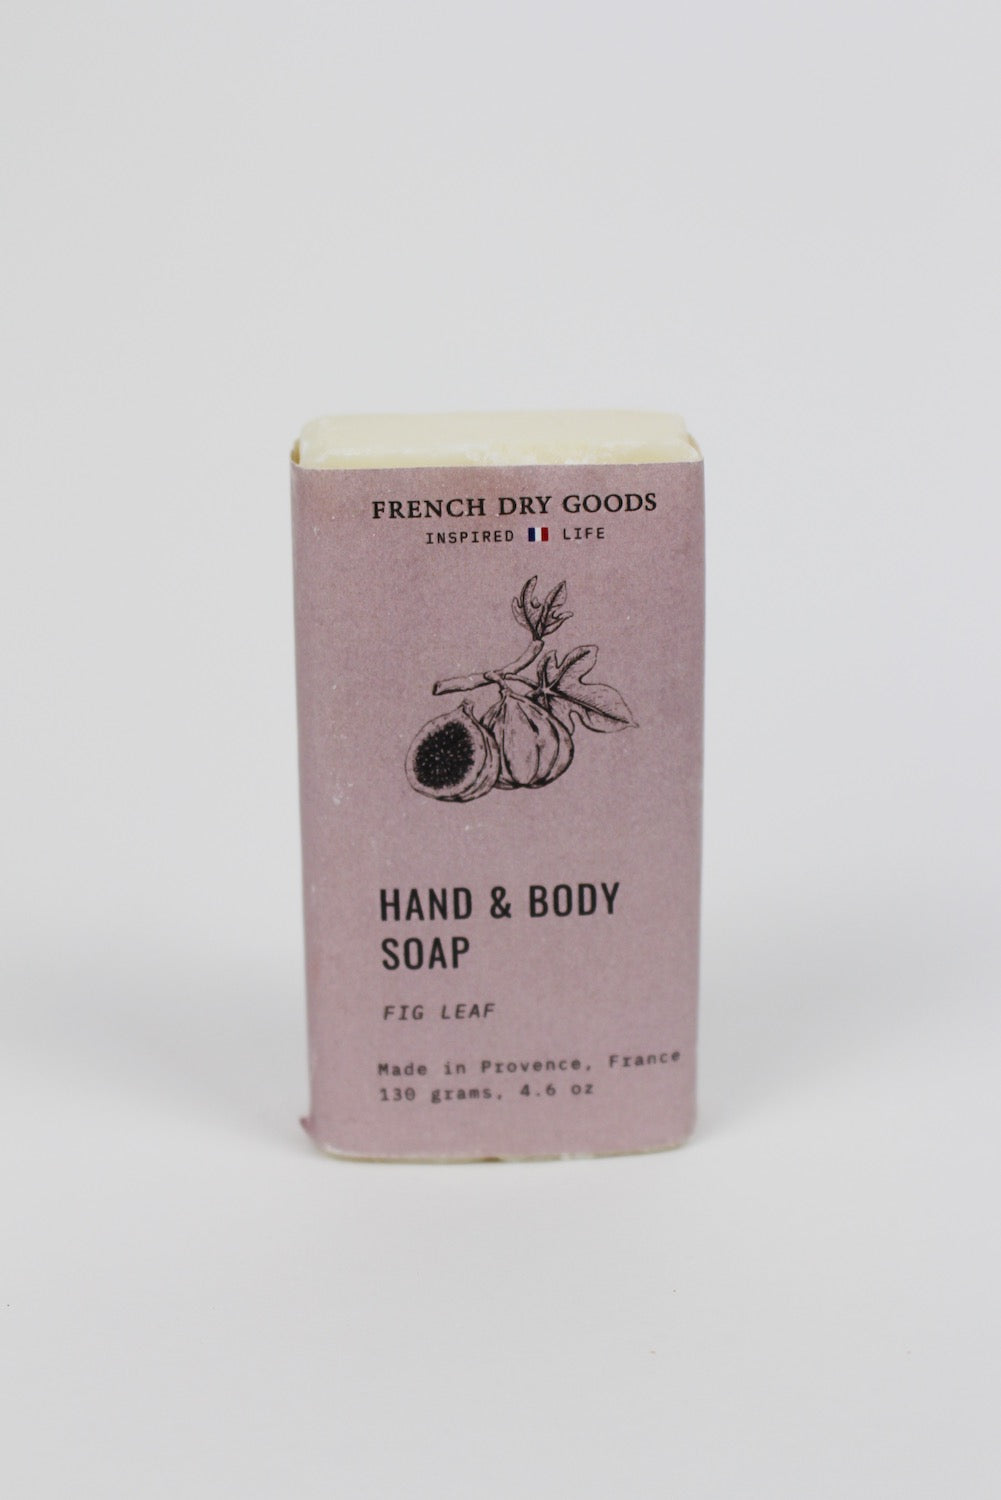 FRENCH DRY GOODS
INSPIRED LIFE
HAND & BODY
SOAP
FIG LEAF
Made in Provence, France
130 grams, 4.6 oz